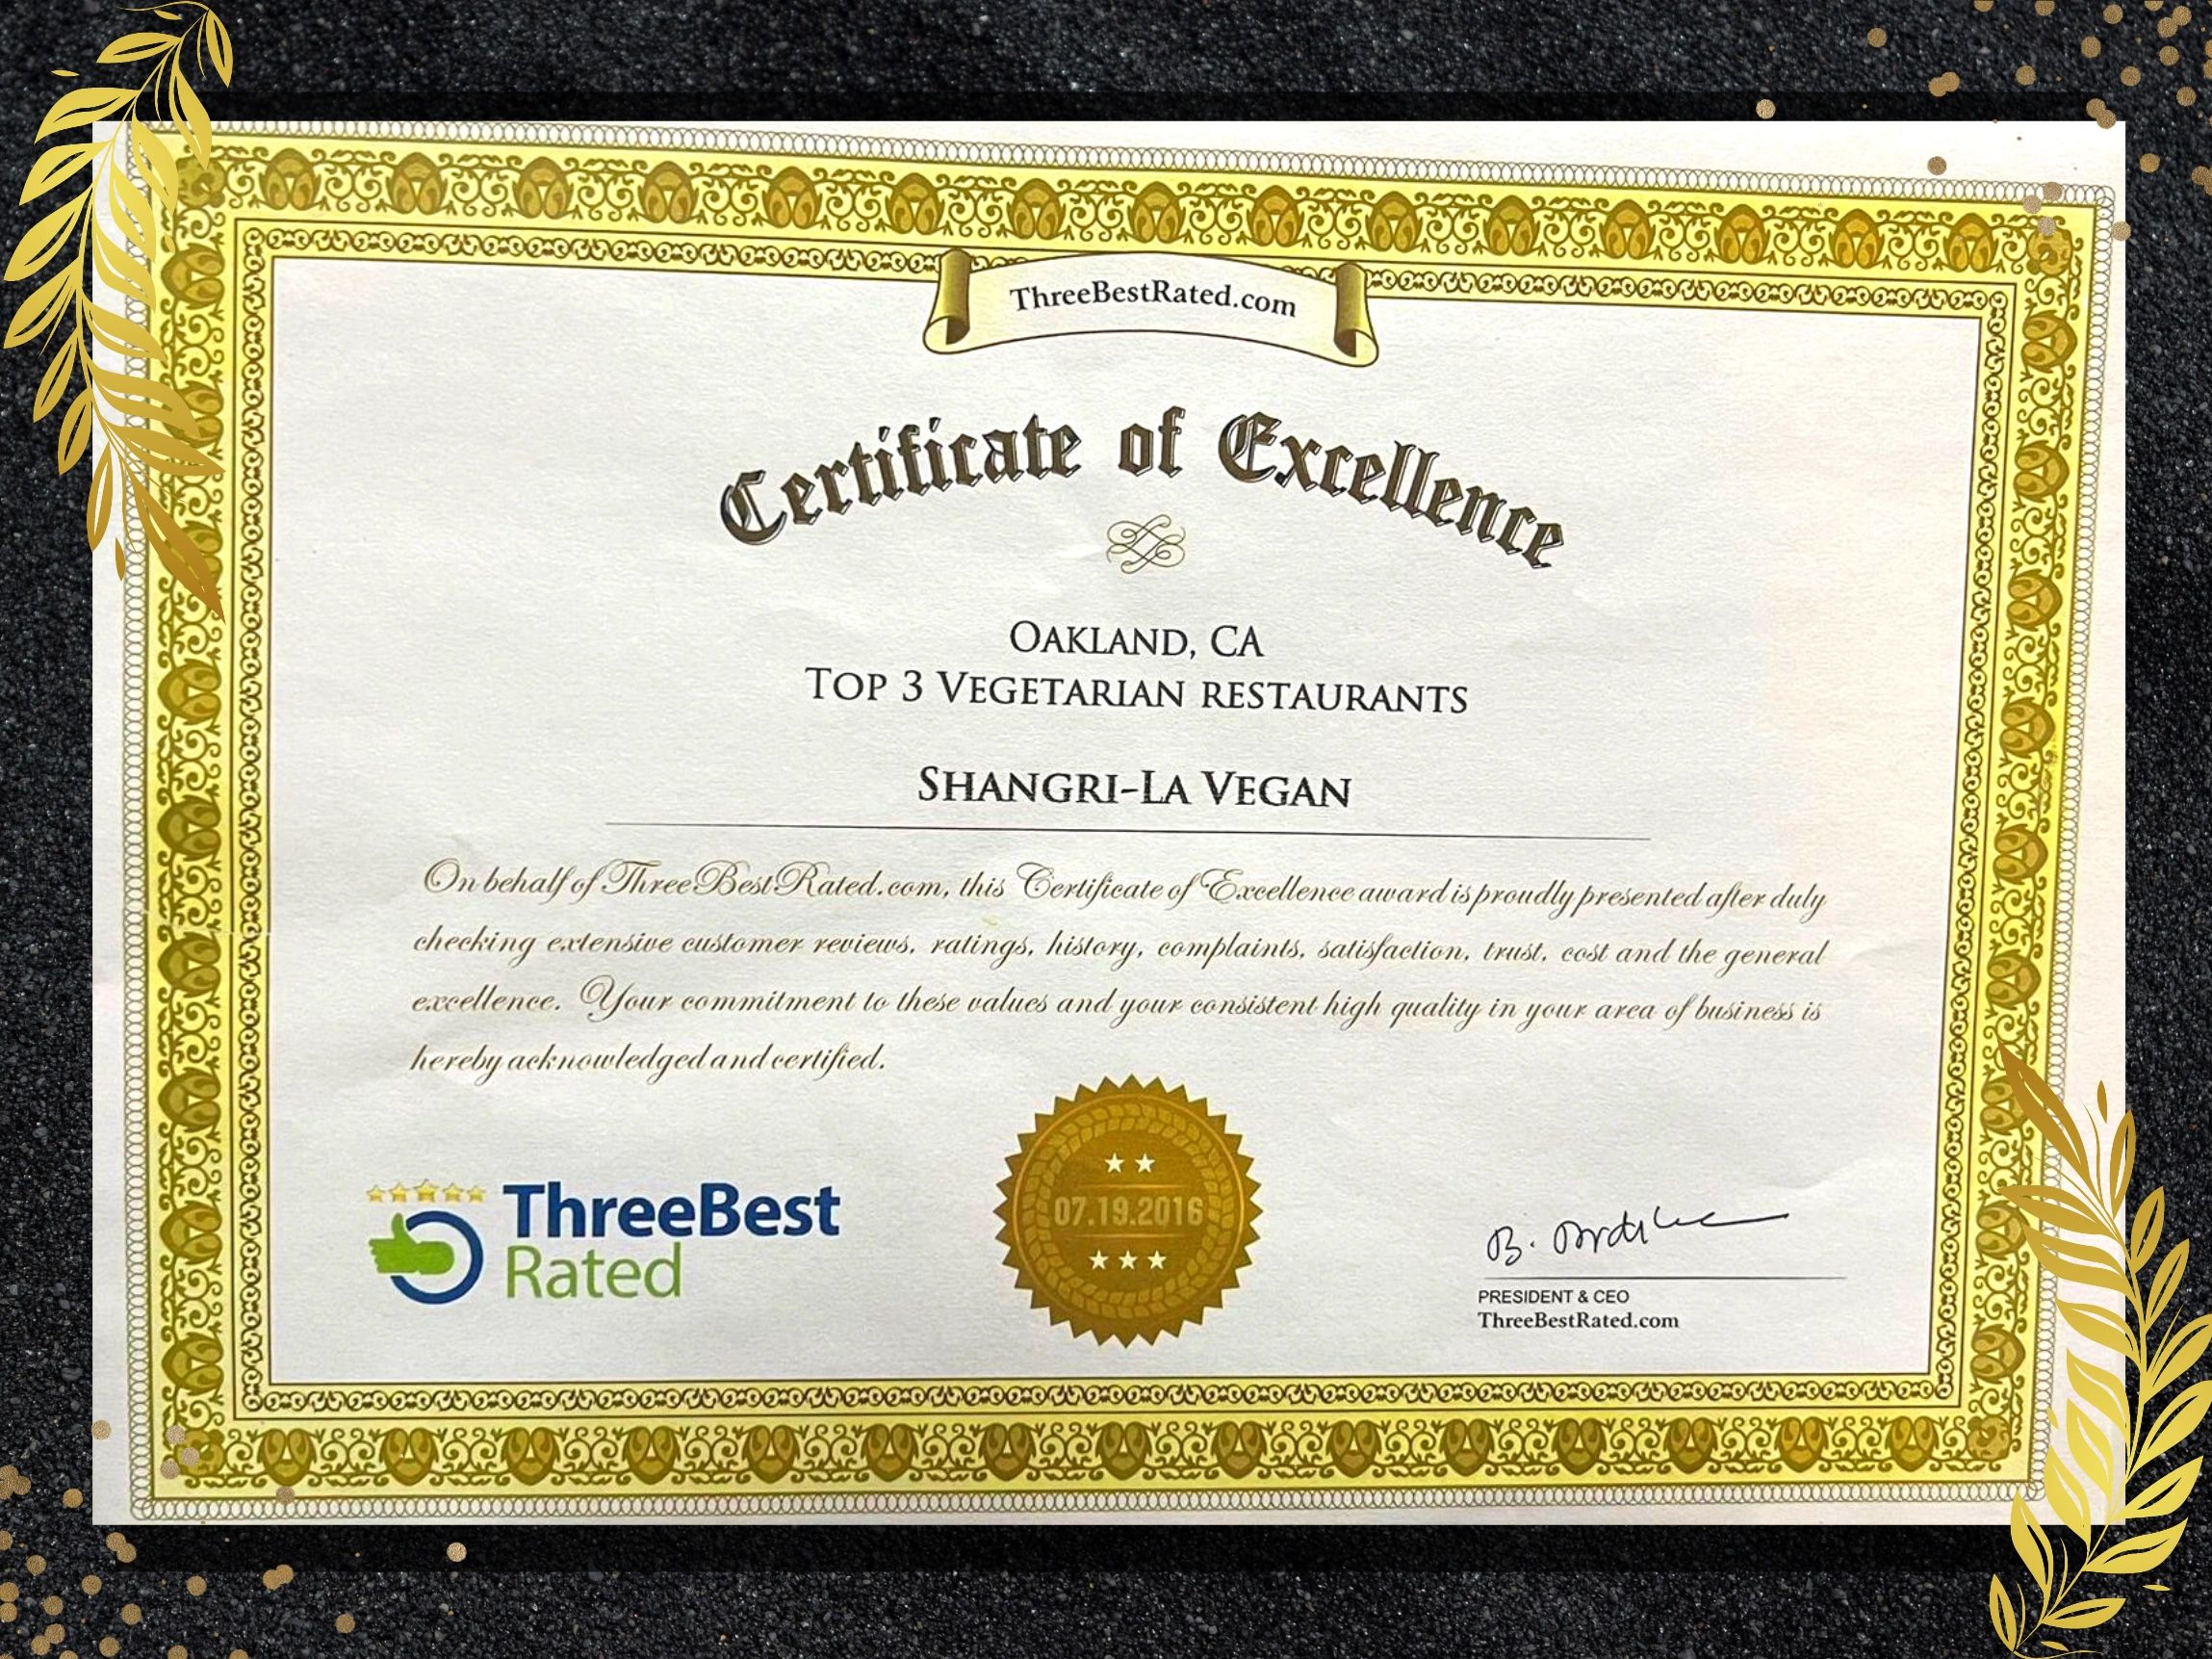 ThreeBestRated.com
Certificate of Excellence
OAKLAND, CA
TOP 3 VEGETARIAN RESTAURANTS
SHANGRI-LA VEGAN
On behalf of ThreeBestRated.com, this Certificate of Excellence award is proudly presented after duly
checking extensive customer reviews, ratings, history, complaints, satisfaction, trust, cost and the general
excellence. Your commitment to these values and your consistent high quality in your area of business is
hereby acknowledged and certified.
ThreeBest
Rated
07.19.2016
B.
PRESIDENT & CEO
ThreeBestRated.com